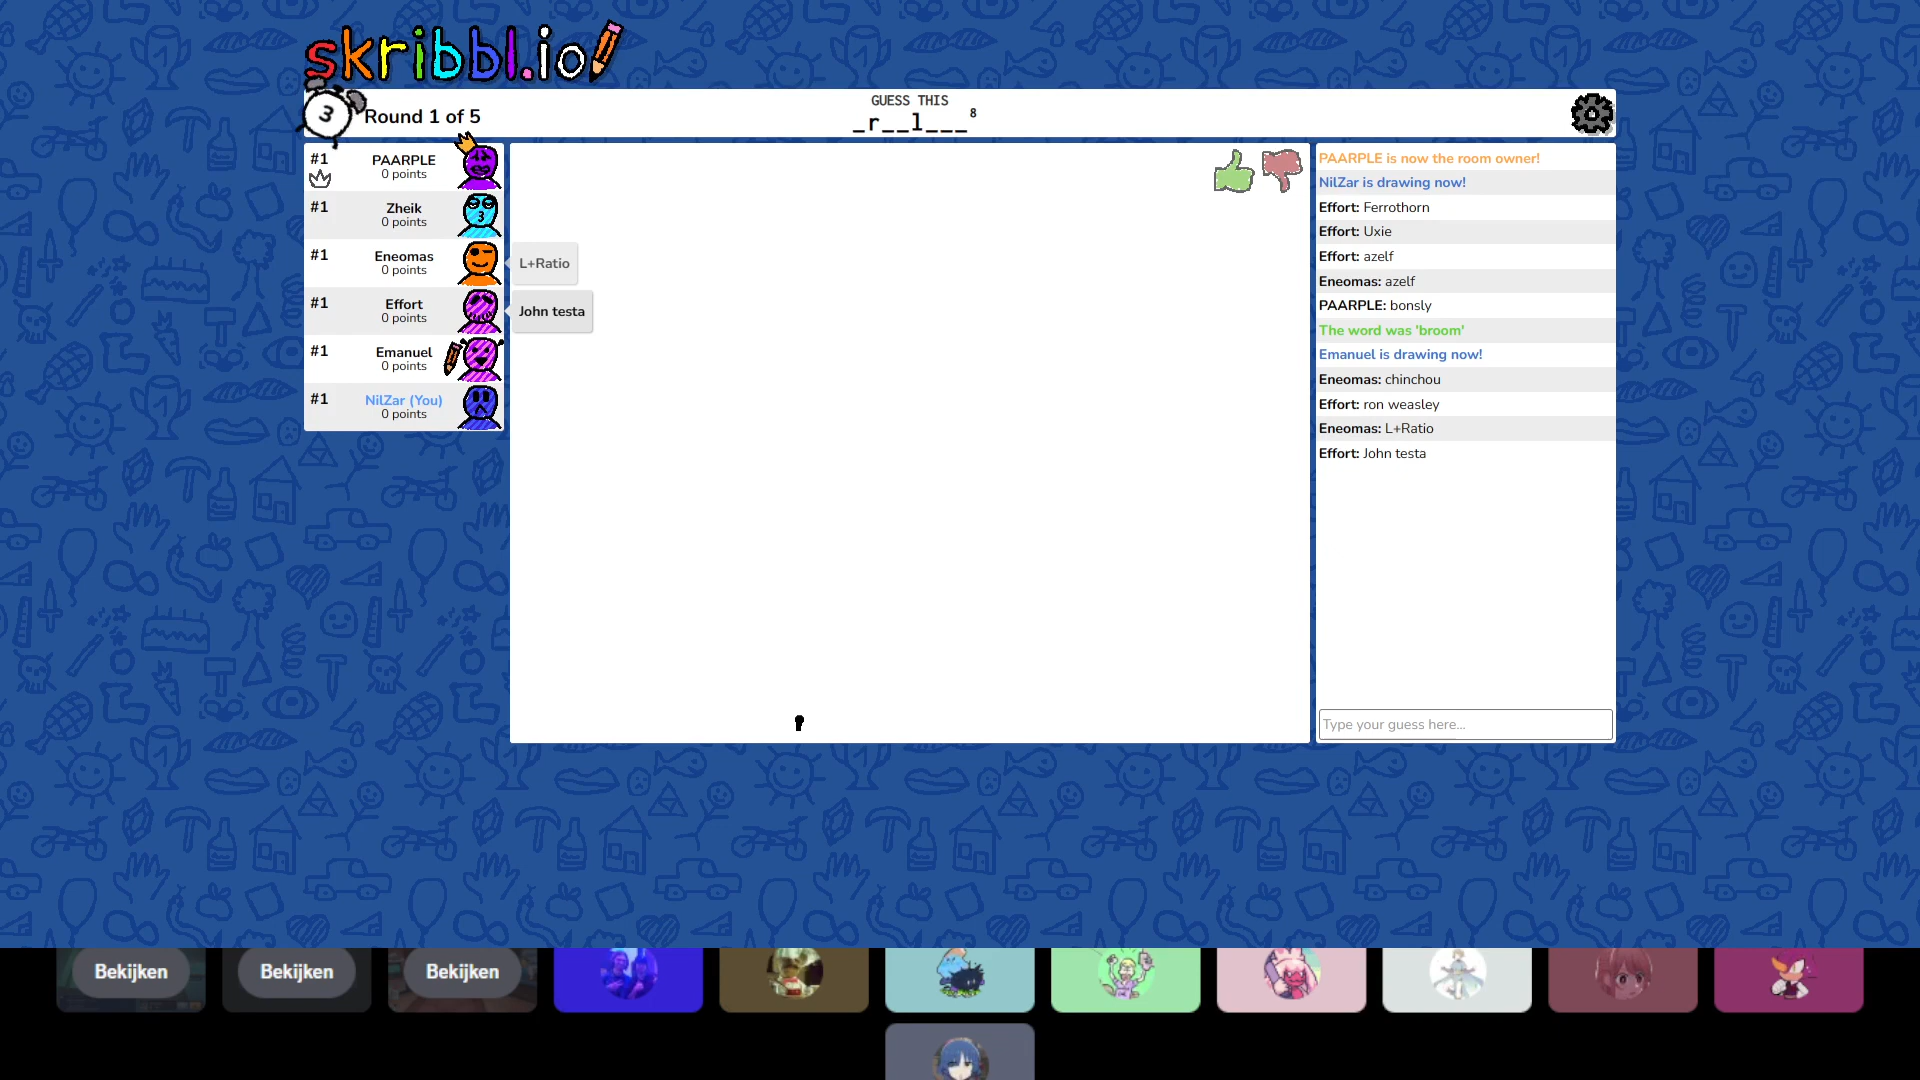 skribbl.io
3
Round 1 of 5
GUESS THIS
_r__l___ 8
#1 PAARPLE
0 points
#1 Zheik
0 points
#1 Eneomas
0 points
L+Ratio
#1 Effort
0 points
John testa
#1 Emanuel
0 points
#1 NilZar (You)
0 points
PAARPLE is now the room owner!
NilZar is drawing now!
Effort: Ferrothorn
Effort: Uxie
Effort: azelf
Eneomas: azelf
PAARPLE: bonsly
The word was 'broom'
Emanuel is drawing now!
Eneomas: chinchou
Effort: ron weasley
Eneomas: L+Ratio
Effort: John testa
Type your guess here...
Bekijken
Bekijken
Bekijken